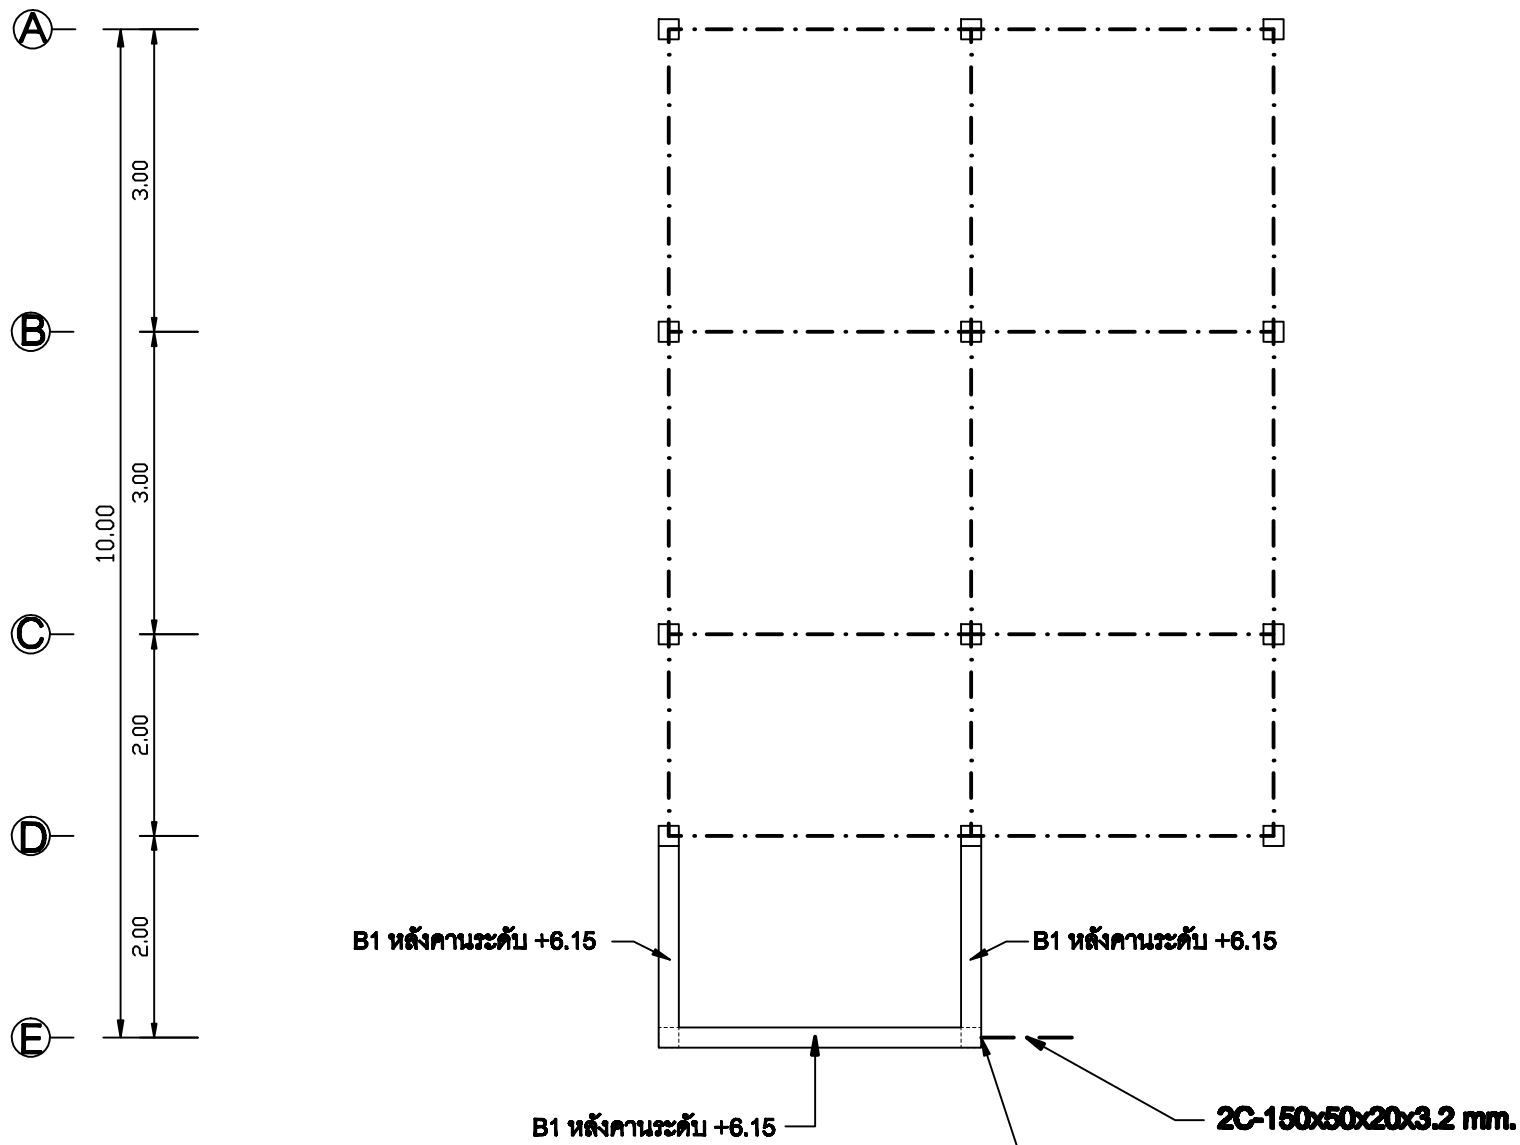 A
3.00
B
3.00
10.00
C
2.00
D
2.00
B1 หลังคานระดับ +6.15
B1 หลังคานระดับ +6.15
E
B1 หลังคานระดับ +6.15
2C-150x50x20x3.2 mm.